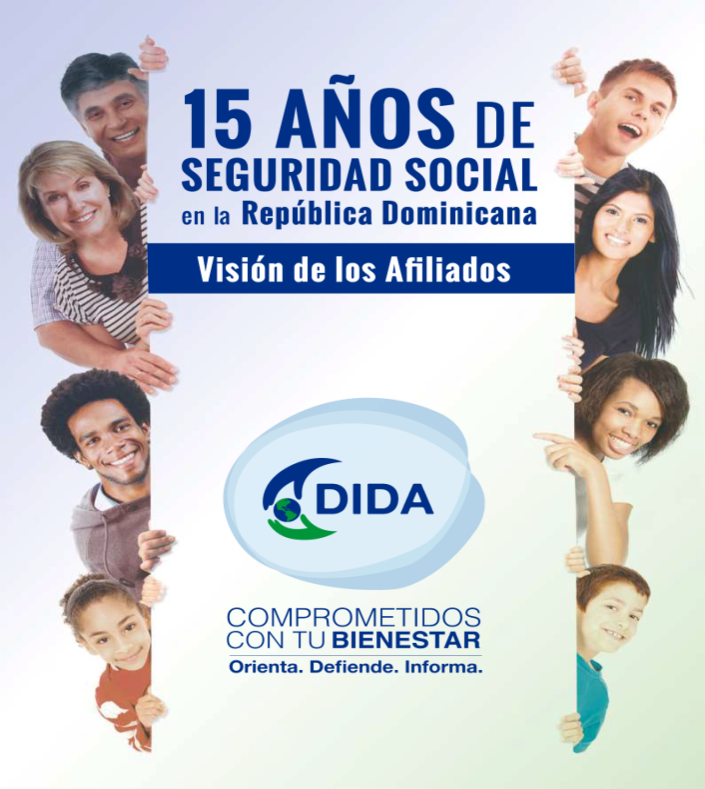 15 AÑOS DE
SEGURIDAD SOCIAL
en la República Dominicana
Visión de los Afiliados
DIDA
COMPROMETIDOS
CON TU BIENESTAR
Orienta. Defiende. Informa.